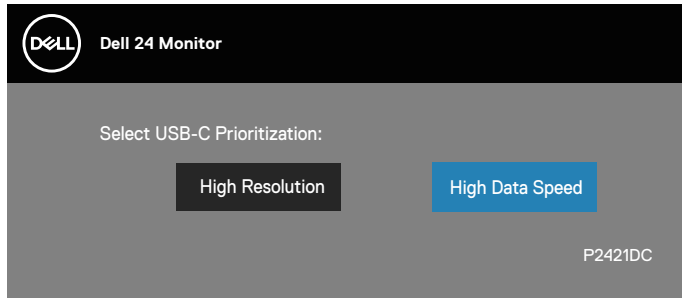 DELL
Dell 24 Monitor
Select USB-C Prioritization:
High Resolution
High Data Speed
P2421DC